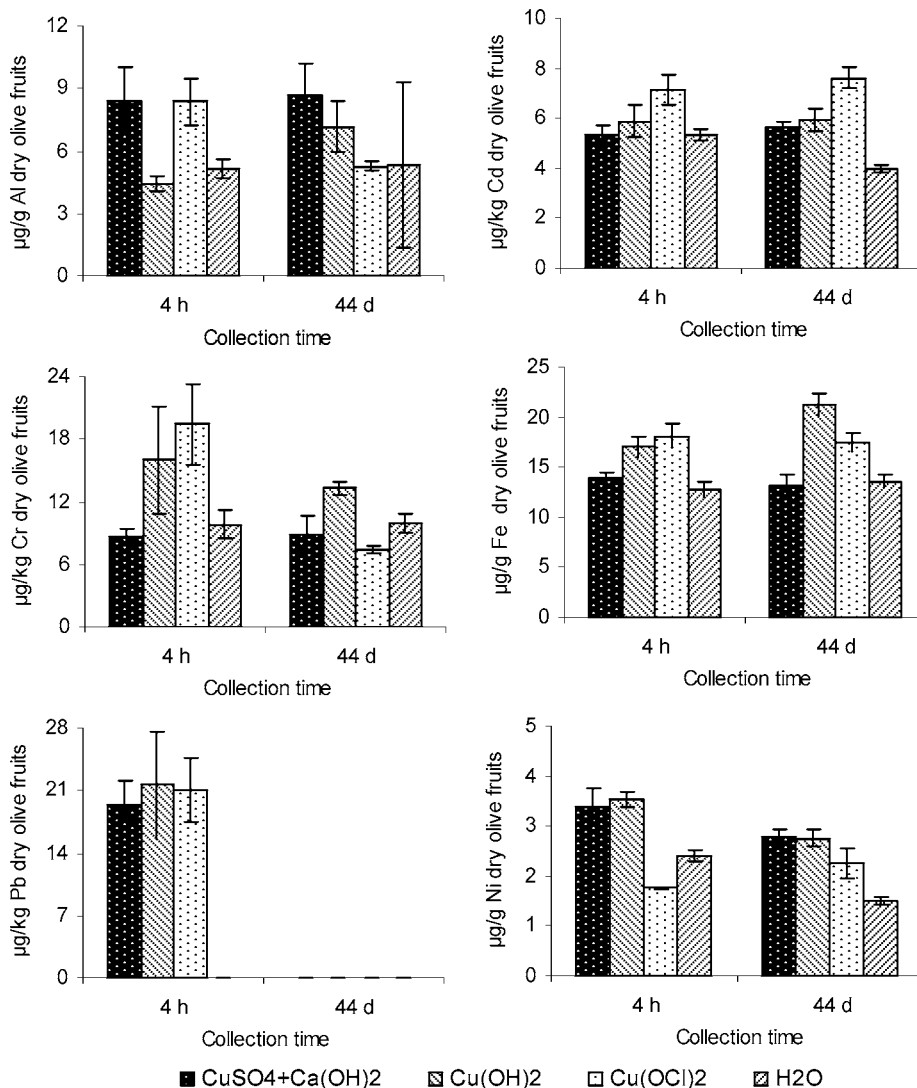 12
9
6
3
0
µg/g Al dry olive fruits
4 h
44 d
Collection time
10
8
6
4
2
0
µg/kg Cd dry olive fruits
4 h
44 d
Collection time
24
18
12
6
0
µg/kg Cr dry olive fruits
4 h
44 d
Collection time
25
20
15
10
5
0
µg/g Fe dry olive fruits
4 h
44 d
Collection time
28
21
14
7
0
µg/kg Pb dry olive fruits
4 h
44 d
Collection time
5
4
3
2
1
0
µg/g Ni dry olive fruits
4 h
44 d
Collection time
CuSO4+Ca(OH)2 Cu(OH)2 Cu(OCl)2 H2O